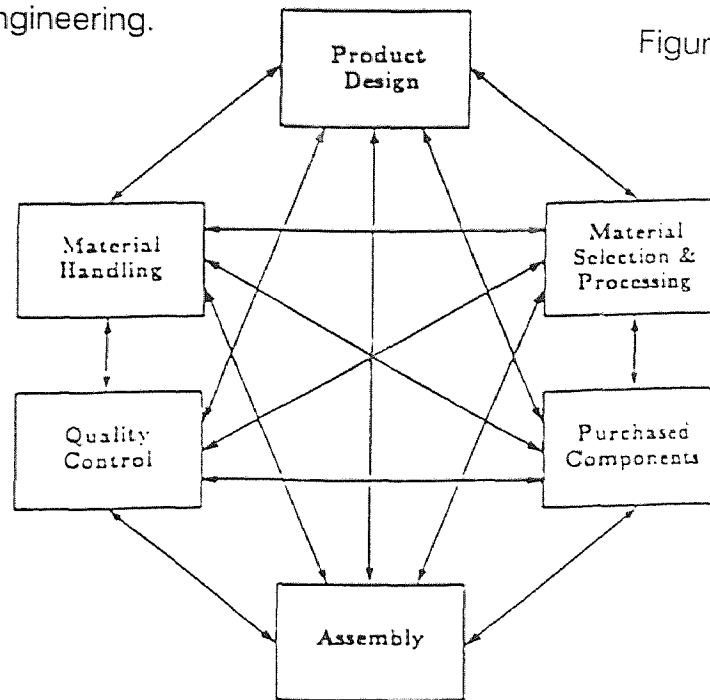 ngineering.
Figur
Product
Design
Material
Handling
Material
Selection &
Processing
Quality
Control
Purchased
Components
Assembly